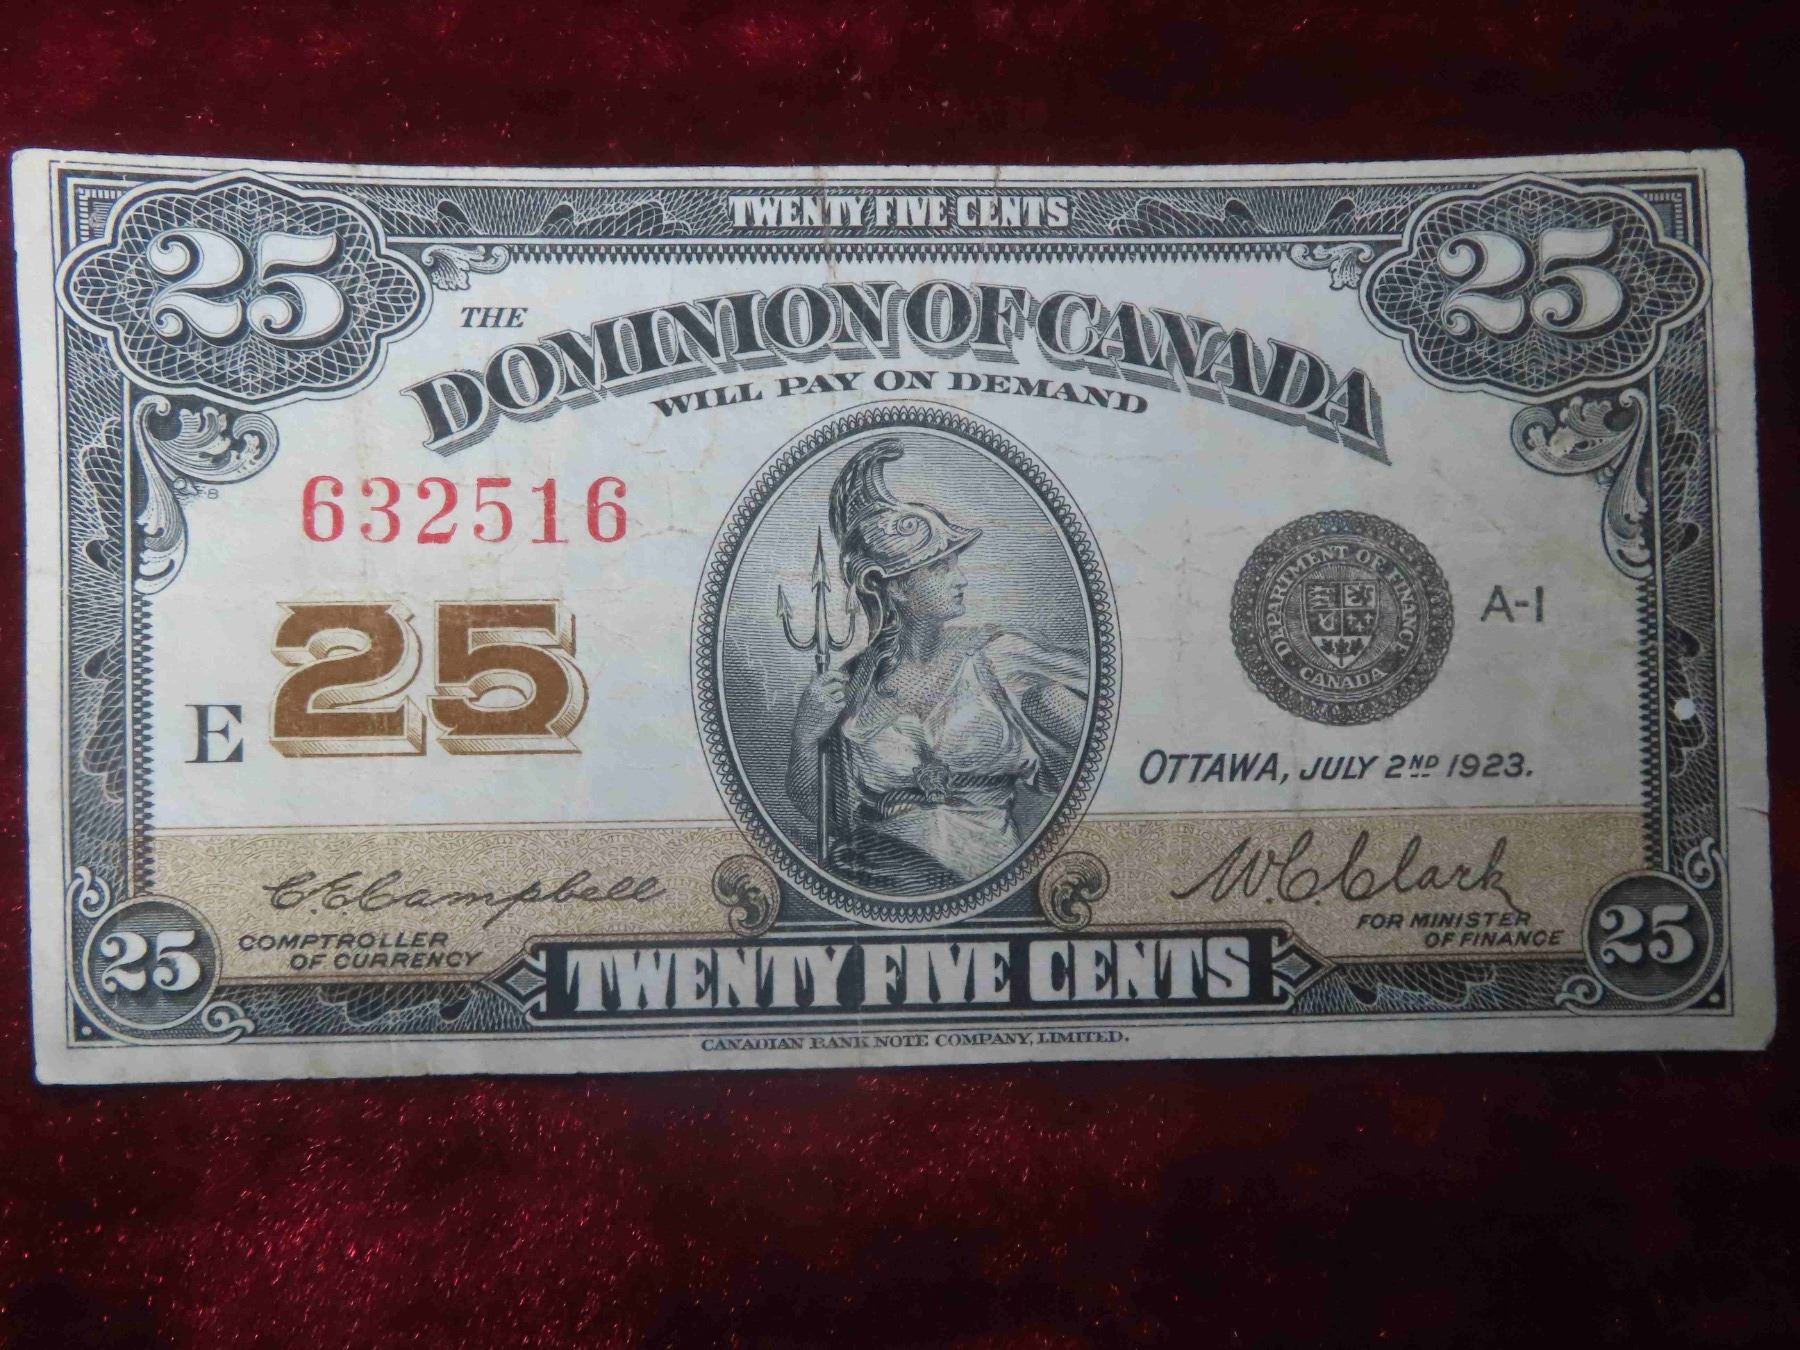 TWENTY FIVE CENTS
25 25
THE
DOMINION OF CANADA
WILL PAY ON DEMAND
632516
DEPARTMENT OF FINANCE
CANADA
A-1
E 25
OTTAWA, JULY 2ND 1923.
C.E. Campbell
W.C. Clark
COMPTROLLER
OF CURRENCY
FOR MINISTER
OF FINANCE
25 TWENTY FIVE CENTS 25
CANADIAN BANK NOTE COMPANY, LIMITED.